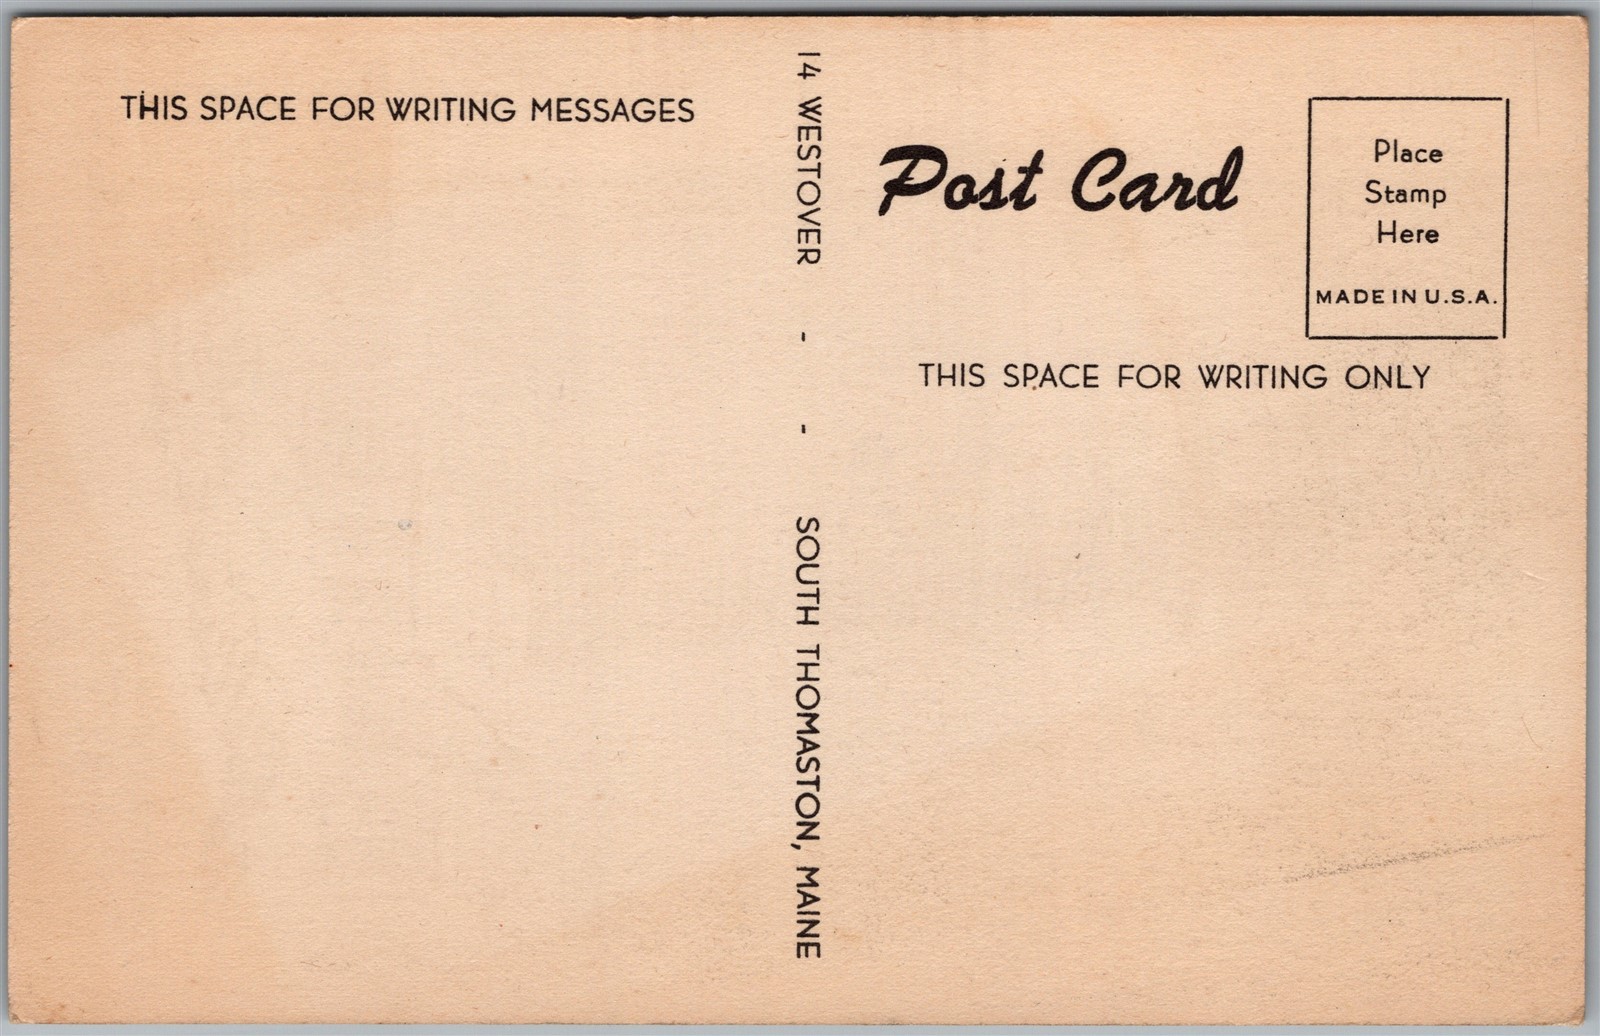 THIS SPACE FOR WRITING MESSAGES
14 WESTOVER - - SOUTH THOMASTON, MAINE
Post Card
Place
Stamp
Here
MADE IN U.S.A.
THIS SPACE FOR WRITING ONLY